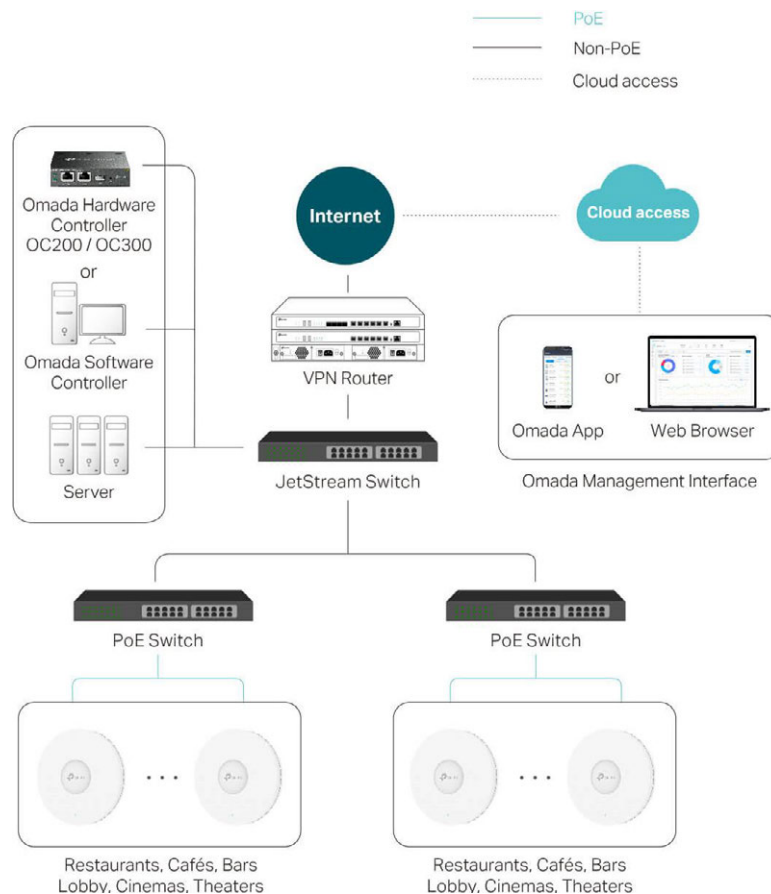 PoE
Non-PoE
Cloud access
Omada Hardware
Controller
OC200 / OC300
or
Omada Software
Controller
Server
Internet
Cloud access
VPN Router
JetStream Switch
or
Omada App
Web Browser
Omada Management Interface
PoE Switch
PoE Switch
Restaurants, Cafés, Bars
Lobby, Cinemas, Theaters
Restaurants, Cafés, Bars
Lobby, Cinemas, Theaters